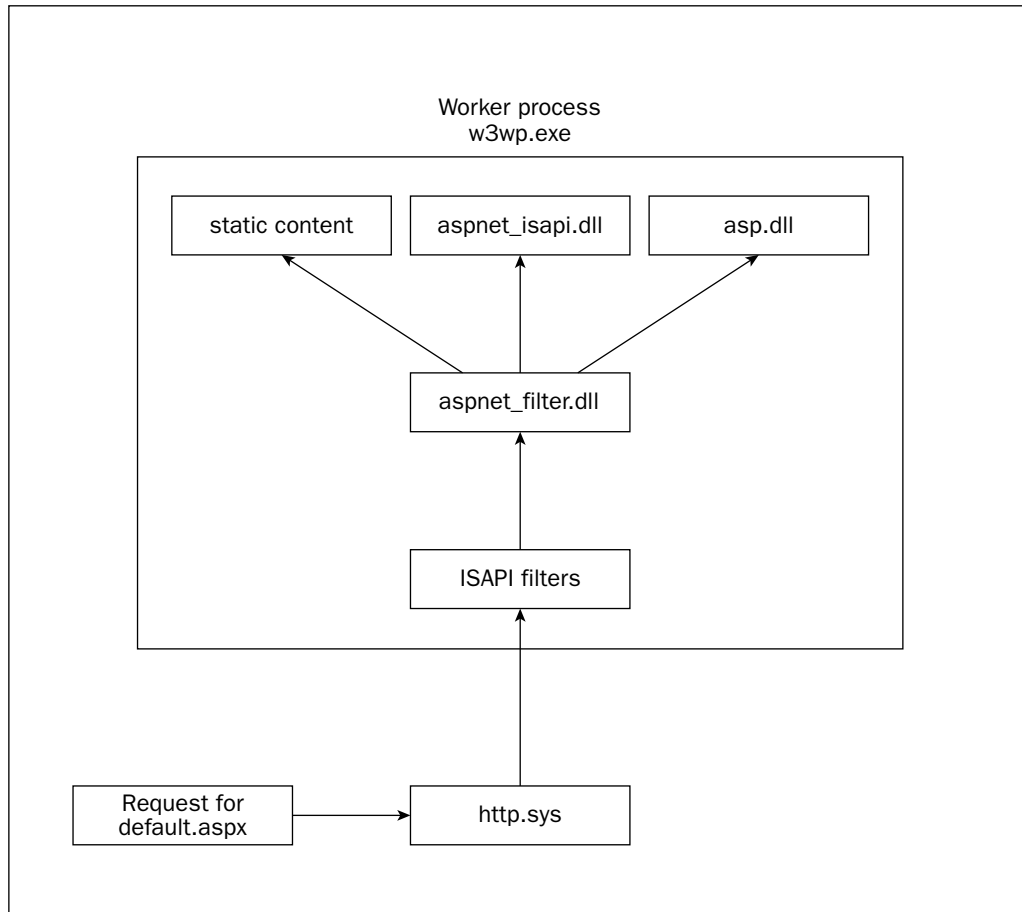 Worker process
w3wp.exe
static content
aspnet_isapi.dll
asp.dll
aspnet_filter.dll
ISAPI filters
Request for
default.aspx
http.sys